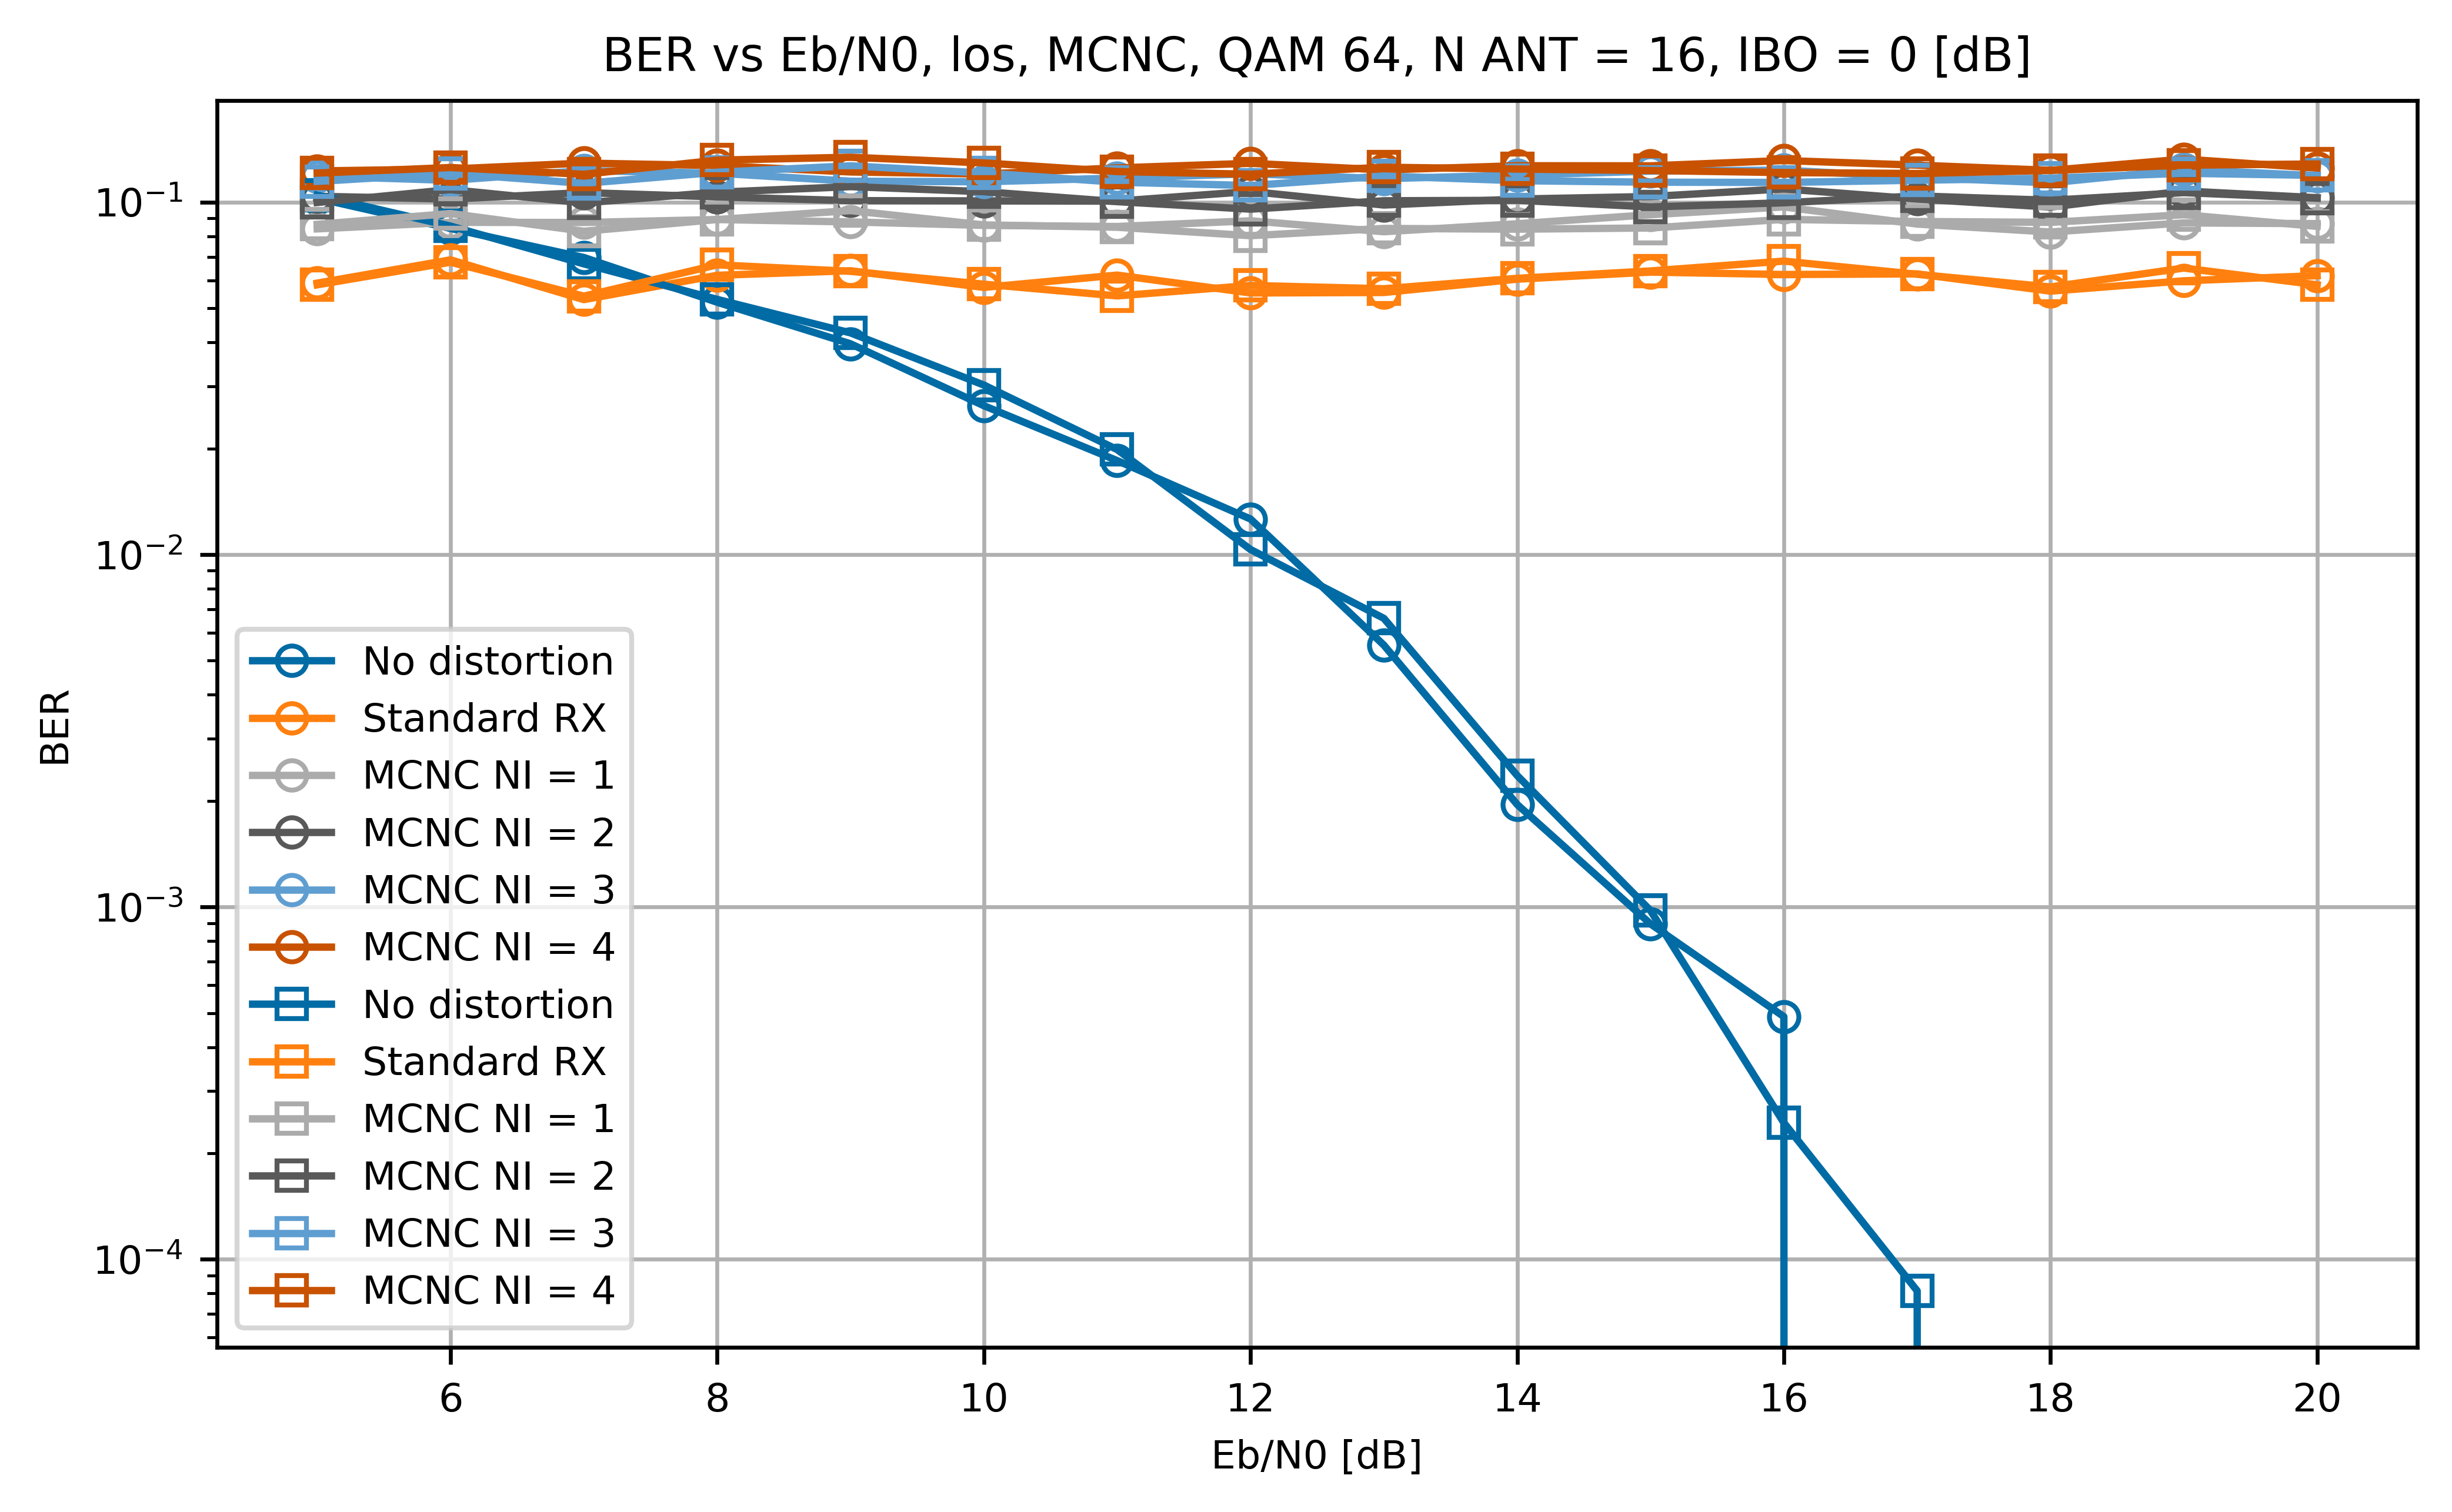 BER vs Eb/N0, los, MCNC, QAM 64, N ANT = 16, IBO = 0 [dB]
BER
10⁻¹
10⁻²
10⁻³
10⁻⁴
No distortion
Standard RX
MCNC NI = 1
MCNC NI = 2
MCNC NI = 3
MCNC NI = 4
No distortion
Standard RX
MCNC NI = 1
MCNC NI = 2
MCNC NI = 3
MCNC NI = 4
6 8 10 12 14 16 18 20
Eb/N0 [dB]